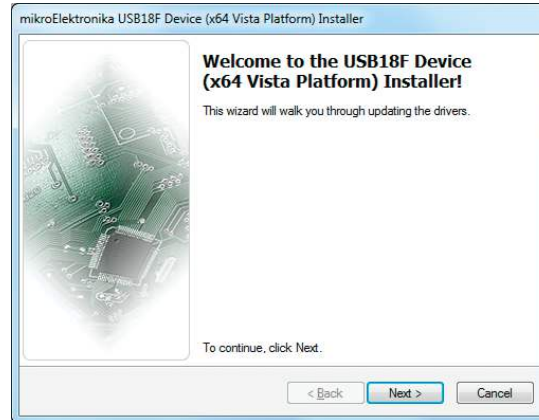 mikroElektronika USB18F Device (x64 Vista Platform) Installer
Welcome to the USB18F Device
(x64 Vista Platform) Installer!
This wizard will walk you through updating the drivers.
To continue, click Next.
< Back
Next >
Cancel